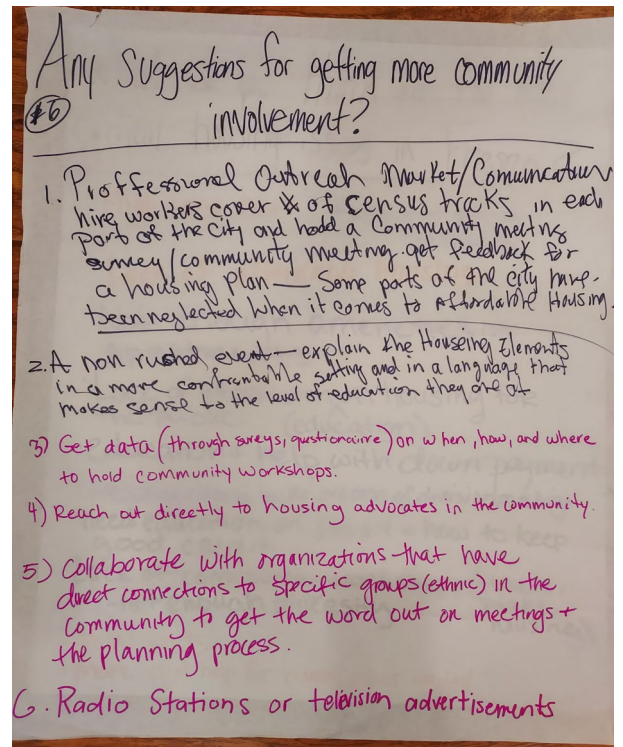 Any Suggestions for getting more community
#6
involvement?
1. Proffessional Outreach Market/Comunication
hire workers cover of census tracks in each
part of the City and hodd a Community meeting
survey/community meeting. get feedback for
a housing plan — Some parts of the city have
been neglected when it comes to Affordable Housing.
2. A non rushed event — explain the Houseing Elements
in a more confrontable setting and in a language that
makes sense to the level of education they are at
3) Get data (through sureys, questionaire) on when, how, and where
to hold community workshops.
4) Reach out directly to housing advocates in the community.
5) Collaborate with organizations that have
direct connections to specific groups (ethnic) in the
community to get the word out on meetings +
the planning process.
6. Radio Stations or television advertisements